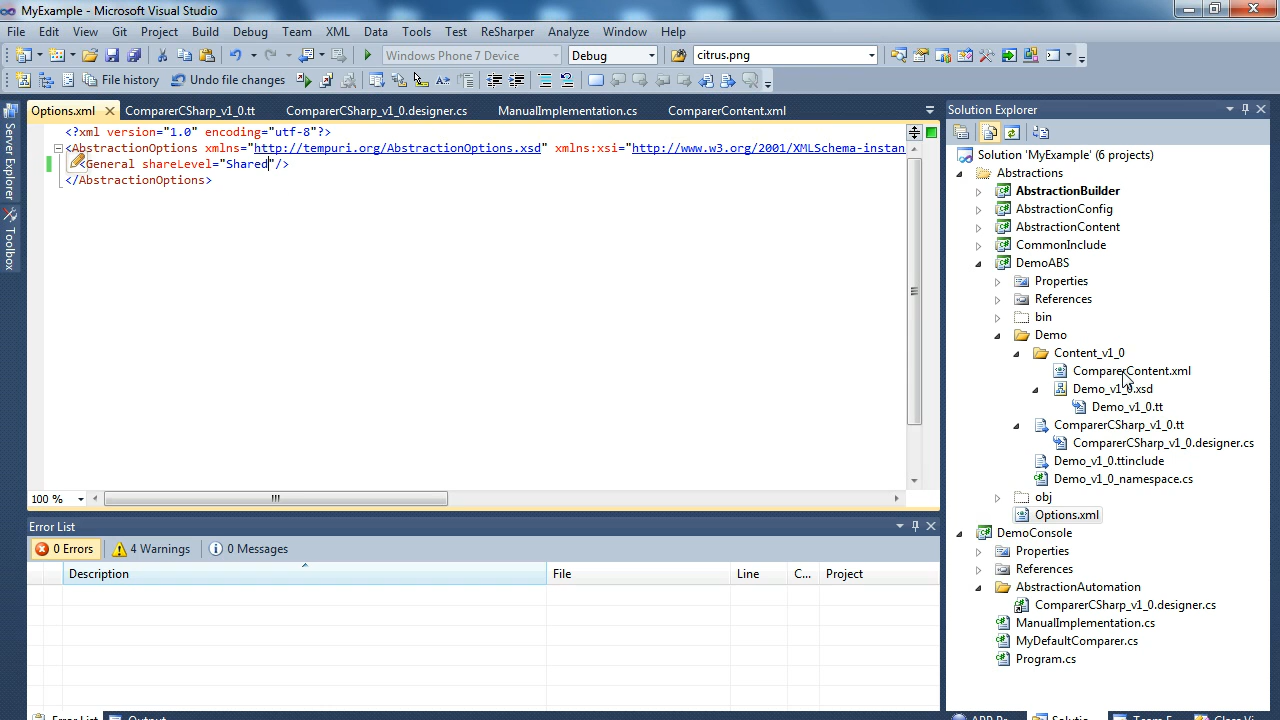 MyExample - Microsoft Visual Studio
File Edit View Git Project Build Debug Team XML Data Tools Test ReSharper Analyze Window Help
Windows Phone 7 Device Debug citrus.png
File history Undo file changes
Options.xml ComparerCSharp_v1_0.tt ComparerCSharp_v1_0.designer.cs ManualImplementation.cs ComparerContent.xml
<?xml version="1.0" encoding="utf-8"?>
<AbstractionOptions xmlns="http://tempuri.org/AbstractionOptions.xsd" xmlns:xsi="http://www.w3.org/2001/XMLSchema-instan
General shareLevel="Shared"/>
</AbstractionOptions>
100 %
Server Explorer
Toolbox
Error List
0 Errors 4 Warnings 0 Messages
Description File Line C... Project
Error List Output
Solution Explorer
Solution 'MyExample' (6 projects)
Abstractions
AbstractionBuilder
AbstractionConfig
AbstractionContent
CommonInclude
DemoABS
Properties
References
bin
Demo
Content_v1_0
ComparerContent.xml
Demo_v1_0.xsd
Demo_v1_0.tt
ComparerCSharp_v1_0.tt
ComparerCSharp_v1_0.designer.cs
Demo_v1_0.ttinclude
Demo_v1_0_namespace.cs
obj
Options.xml
DemoConsole
Properties
References
AbstractionAutomation
ComparerCSharp_v1_0.designer.cs
ManualImplementation.cs
MyDefaultComparer.cs
Program.cs